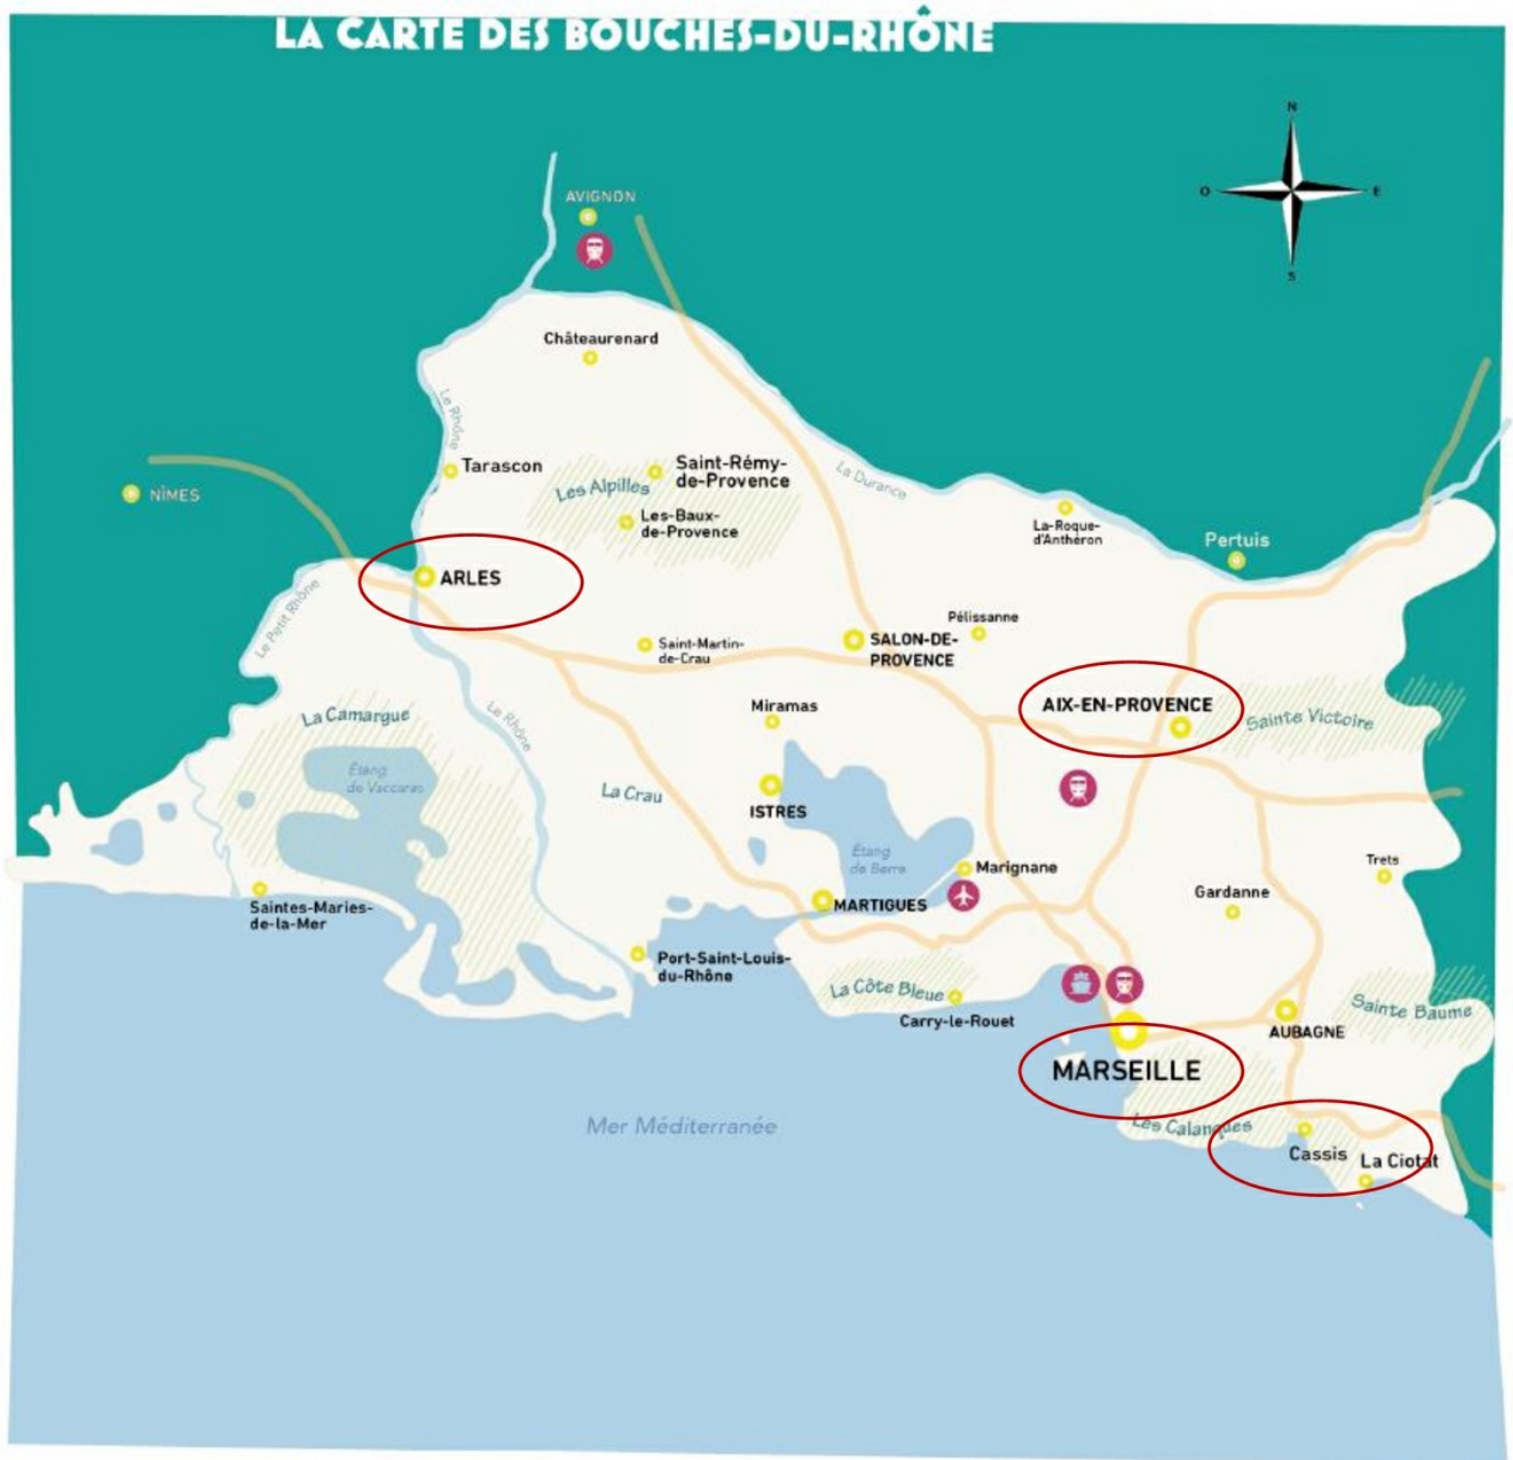 LA CARTE DES BOUCHES-DU-RHÔNE
N
O
E
S
AVIGNON
Châteaurenard
Le Rhône
Tarascon
Saint-Rémy-
de-Provence
Les Alpilles
Les-Baux-
de-Provence
La Durance
NÎMES
La-Roque-
d'Anthéron
Pertuis
ARLES
Le Petit Rhône
Pélissanne
Saint-Martin-
de-Crau
SALON-DE-
PROVENCE
AIX-EN-PROVENCE
Sainte Victoire
Miramas
La Camargue
Le Rhône
Étang
de Vaccaras
La Crau
ISTRES
Étang
de Berre
Marignane
Trets
Gardanne
MARTIGUES
Saintes-Maries-
de-la-Mer
Port-Saint-Louis-
du-Rhône
La Côte Bleue
Carry-le-Rouet
Sainte Baume
AUBAGNE
MARSEILLE
Mer Méditerranée
Les Calanques
Cassis
La Ciotat